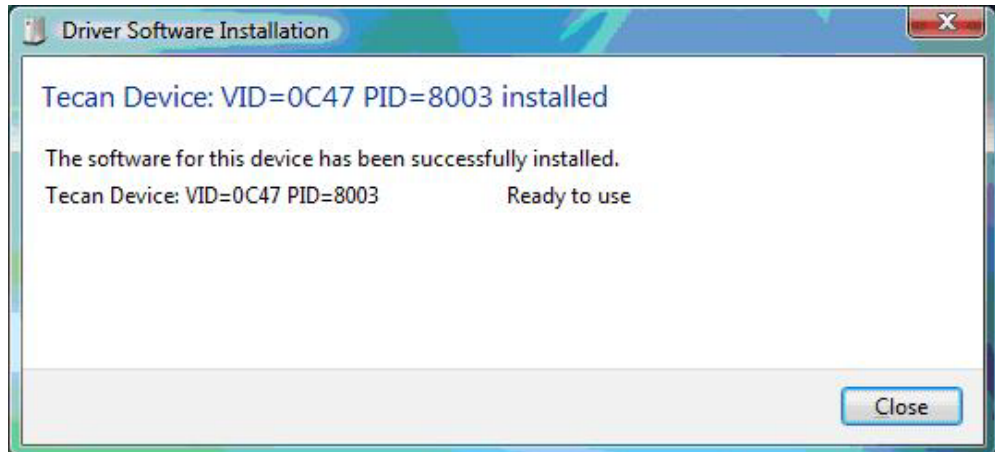 Driver Software Installation
Tecan Device: VID=0C47 PID=8003 installed
The software for this device has been successfully installed.
Tecan Device: VID=0C47 PID=8003 Ready to use
Close